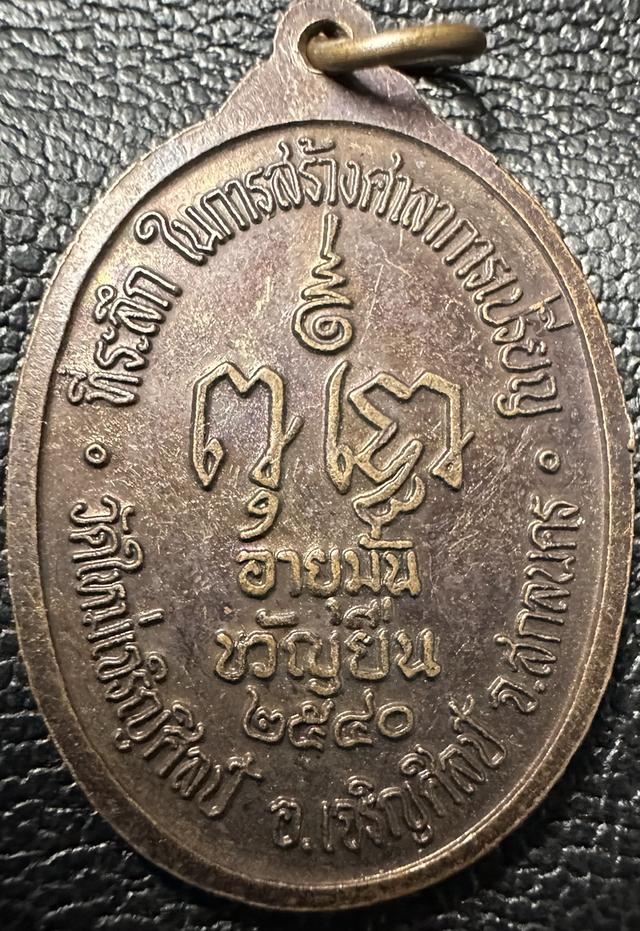 ที่ระลึก ในการสร้างศาลาการเปรียญ
อายุมั่น
ขวัญยืน
๒๕๔๐
วัดใหม่เจริญศิลป์ อ.เจริญศิลป์ จ.สกลนคร